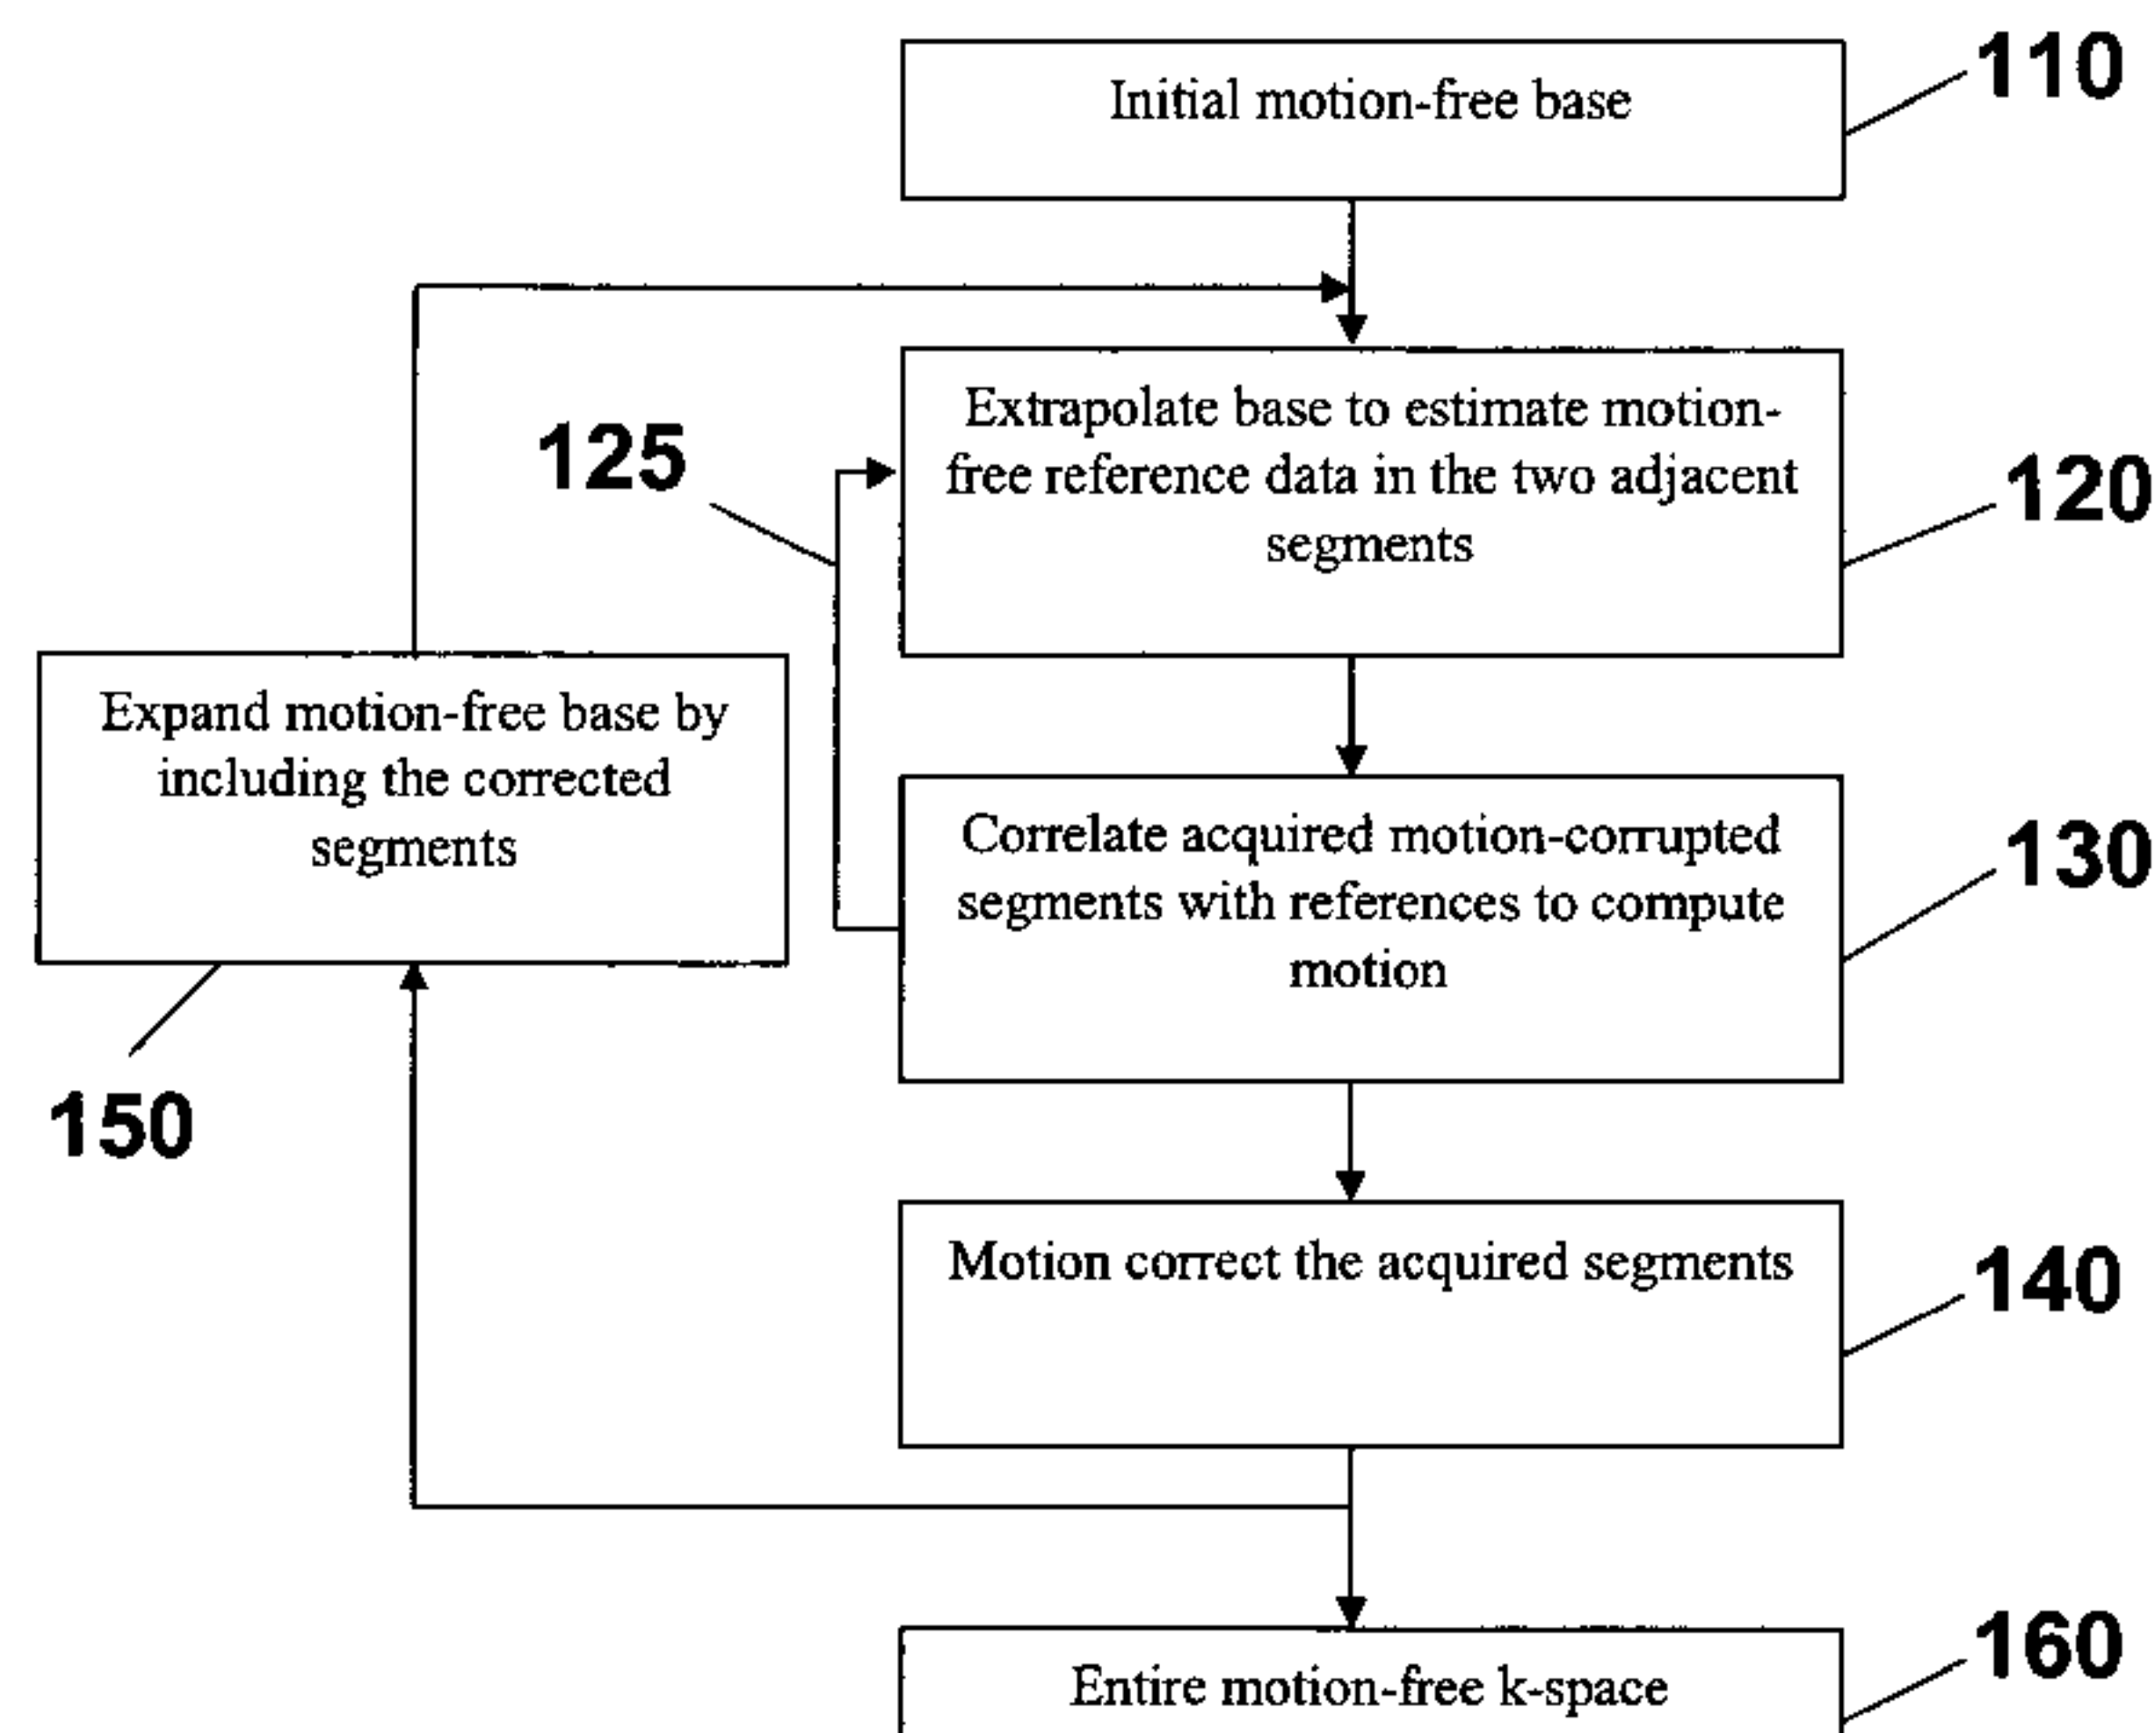 Initial motion-free base
110
Extrapolate base to estimate motion-
free reference data in the two adjacent
segments
120
125
Expand motion-free base by
including the corrected
segments
150
Correlate acquired motion-corrupted
segments with references to compute
motion
130
Motion correct the acquired segments
140
Entire motion-free k-space
160